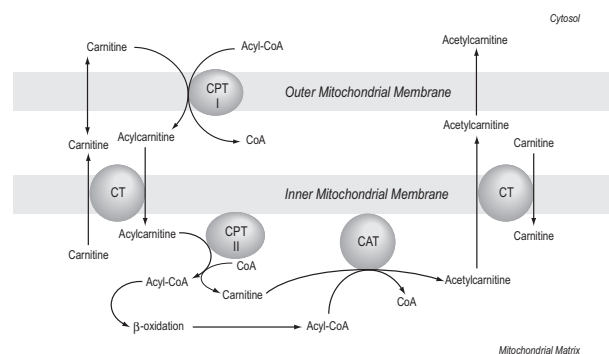 Cytosol
Carnitine
Acyl-CoA
Acetylcarnitine
CPT
I
Outer Mitochondrial Membrane
Carnitine
Acylcarnitine
CoA
Acetylcarnitine
Carnitine
CT
Inner Mitochondrial Membrane
CT
Carnitine
Acylcarnitine
CPT
II
CoA
CAT
Carnitine
Acyl-CoA
Carnitine
Acetylcarnitine
CoA
β-oxidation
Acyl-CoA
Mitochondrial Matrix